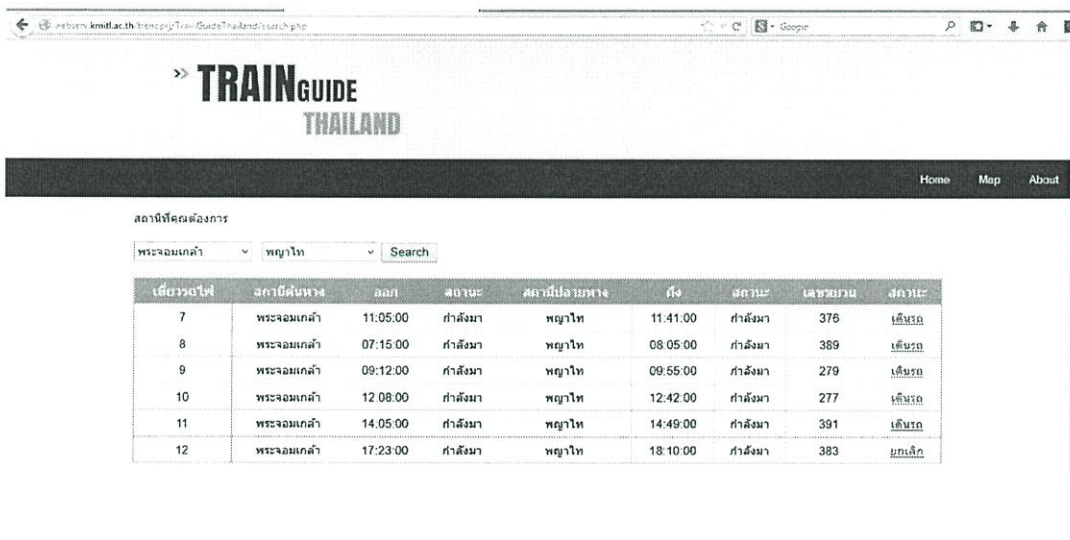 webserv.kmitl.ac.th/trenoprj/TrainGuideThailand/search.php
Google
>> TRAINGUIDE
THAILAND
Home Map About
สถานีที่คุณต้องการ
พระจอมเกล้า พญาไท Search
เที่ยวรถไฟ สถานีต้นทาง ออก สถานะ สถานีปลายทาง ถึง สถานะ เลขขบวน สถานะ
7 พระจอมเกล้า 11:05:00 กำลังมา พญาไท 11:41:00 กำลังมา 376 เดินรถ
8 พระจอมเกล้า 07:15:00 กำลังมา พญาไท 08:05:00 กำลังมา 389 เดินรถ
9 พระจอมเกล้า 09:12:00 กำลังมา พญาไท 09:55:00 กำลังมา 279 เดินรถ
10 พระจอมเกล้า 12:08:00 กำลังมา พญาไท 12:42:00 กำลังมา 277 เดินรถ
11 พระจอมเกล้า 14:05:00 กำลังมา พญาไท 14:49:00 กำลังมา 391 เดินรถ
12 พระจอมเกล้า 17:23:00 กำลังมา พญาไท 18:10:00 กำลังมา 383 ยกเลิก